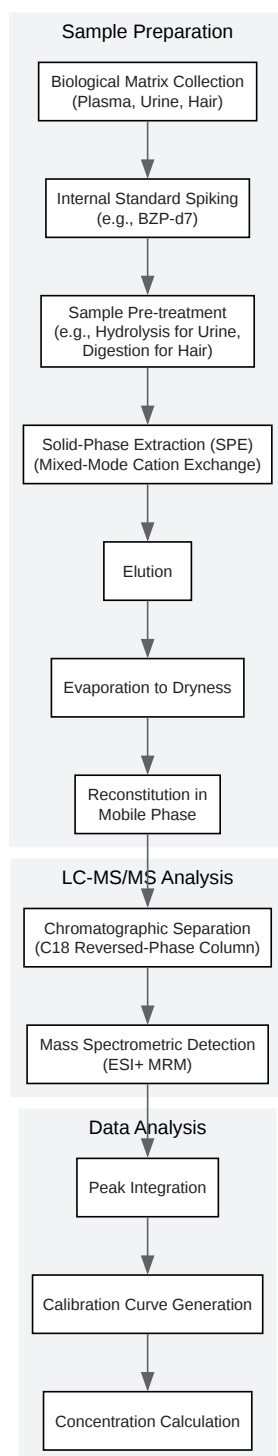 Sample Preparation
Biological Matrix Collection
(Plasma, Urine, Hair)
Internal Standard Spiking
(e.g., BZP-d7)
Sample Pre-treatment
(e.g., Hydrolysis for Urine,
Digestion for Hair)
Solid-Phase Extraction (SPE)
(Mixed-Mode Cation Exchange)
Elution
Evaporation to Dryness
Reconstitution in
Mobile Phase
LC-MS/MS Analysis
Chromatographic Separation
(C18 Reversed-Phase Column)
Mass Spectrometric Detection
(ESI+ MRM)
Data Analysis
Peak Integration
Calibration Curve Generation
Concentration Calculation